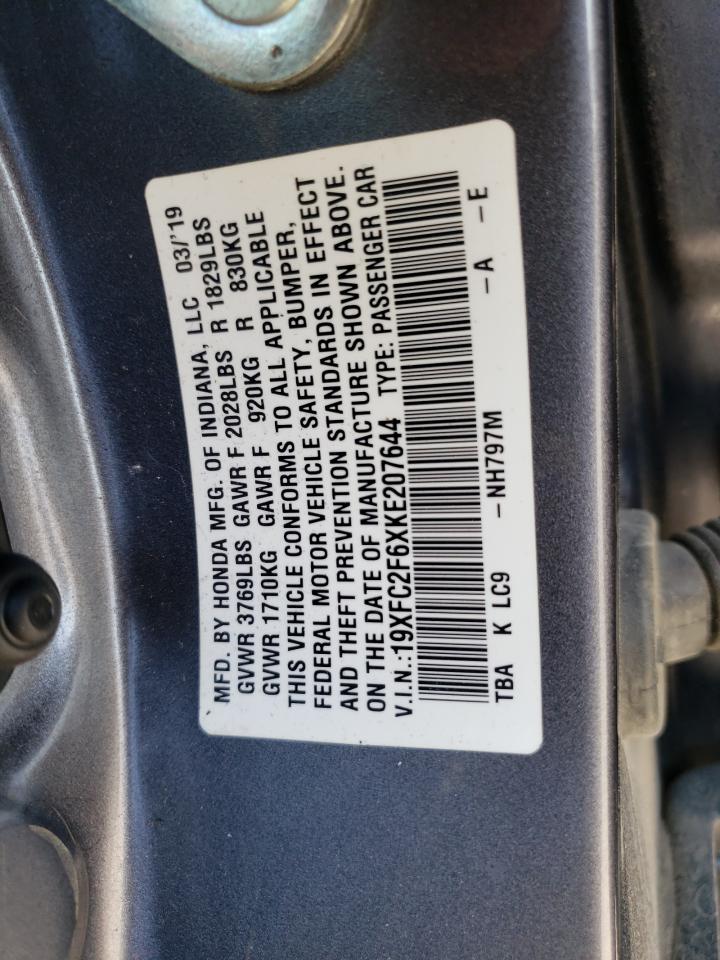 MFD. BY HONDA MFG. OF INDIANA, LLC 03/'19
GVWR 3769LBS GAWR F 2028LBS R 1829LBS
GVWR 1710KG GAWR F 920KG R 830KG
THIS VEHICLE CONFORMS TO ALL APPLICABLE
FEDERAL MOTOR VEHICLE SAFETY, BUMPER,
AND THEFT PREVENTION STANDARDS IN EFFECT
ON THE DATE OF MANUFACTURE SHOWN ABOVE.
V.I.N.:19XFC2F6XKE207644 TYPE: PASSENGER CAR
TBA K LC9 -NH797M -A -E